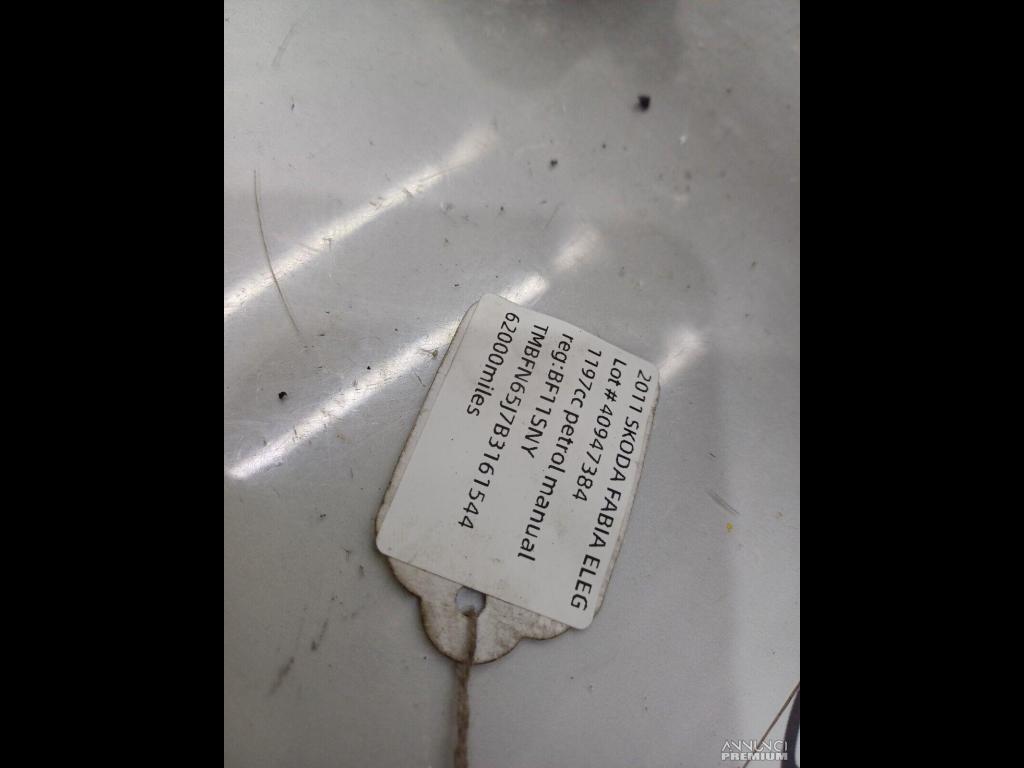 2011 SKODA FABIA ELEG
Lot # 40947384
1197cc petrol manual
reg:BF11SNY
TMBFN65J7B3161544
62000miles
ANNUNCI
PREMIUM